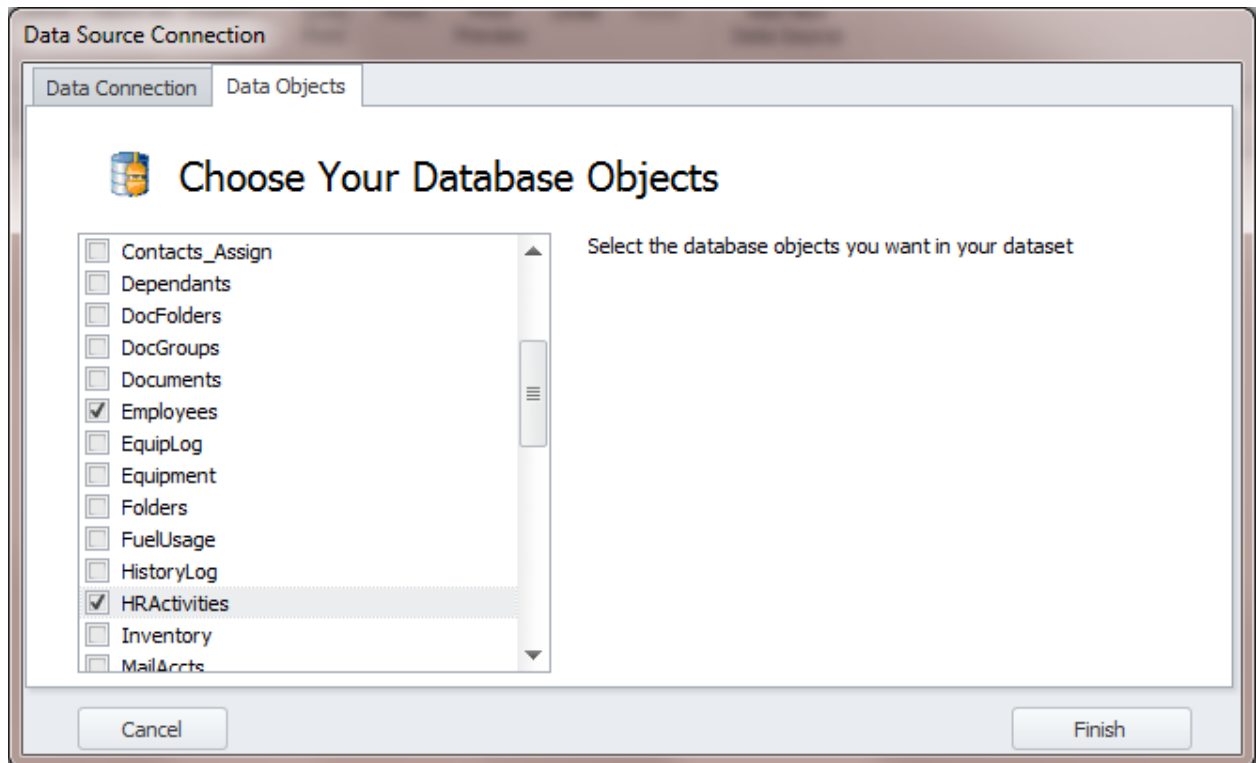 Data Source Connection
Data Connection
Data Objects
Choose Your Database Objects
Contacts_Assign
Dependants
DocFolders
DocGroups
Documents
Employees
EquipLog
Equipment
Folders
FuelUsage
HistoryLog
HRActivities
Inventory
MailAccts
Select the database objects you want in your dataset
Cancel
Finish